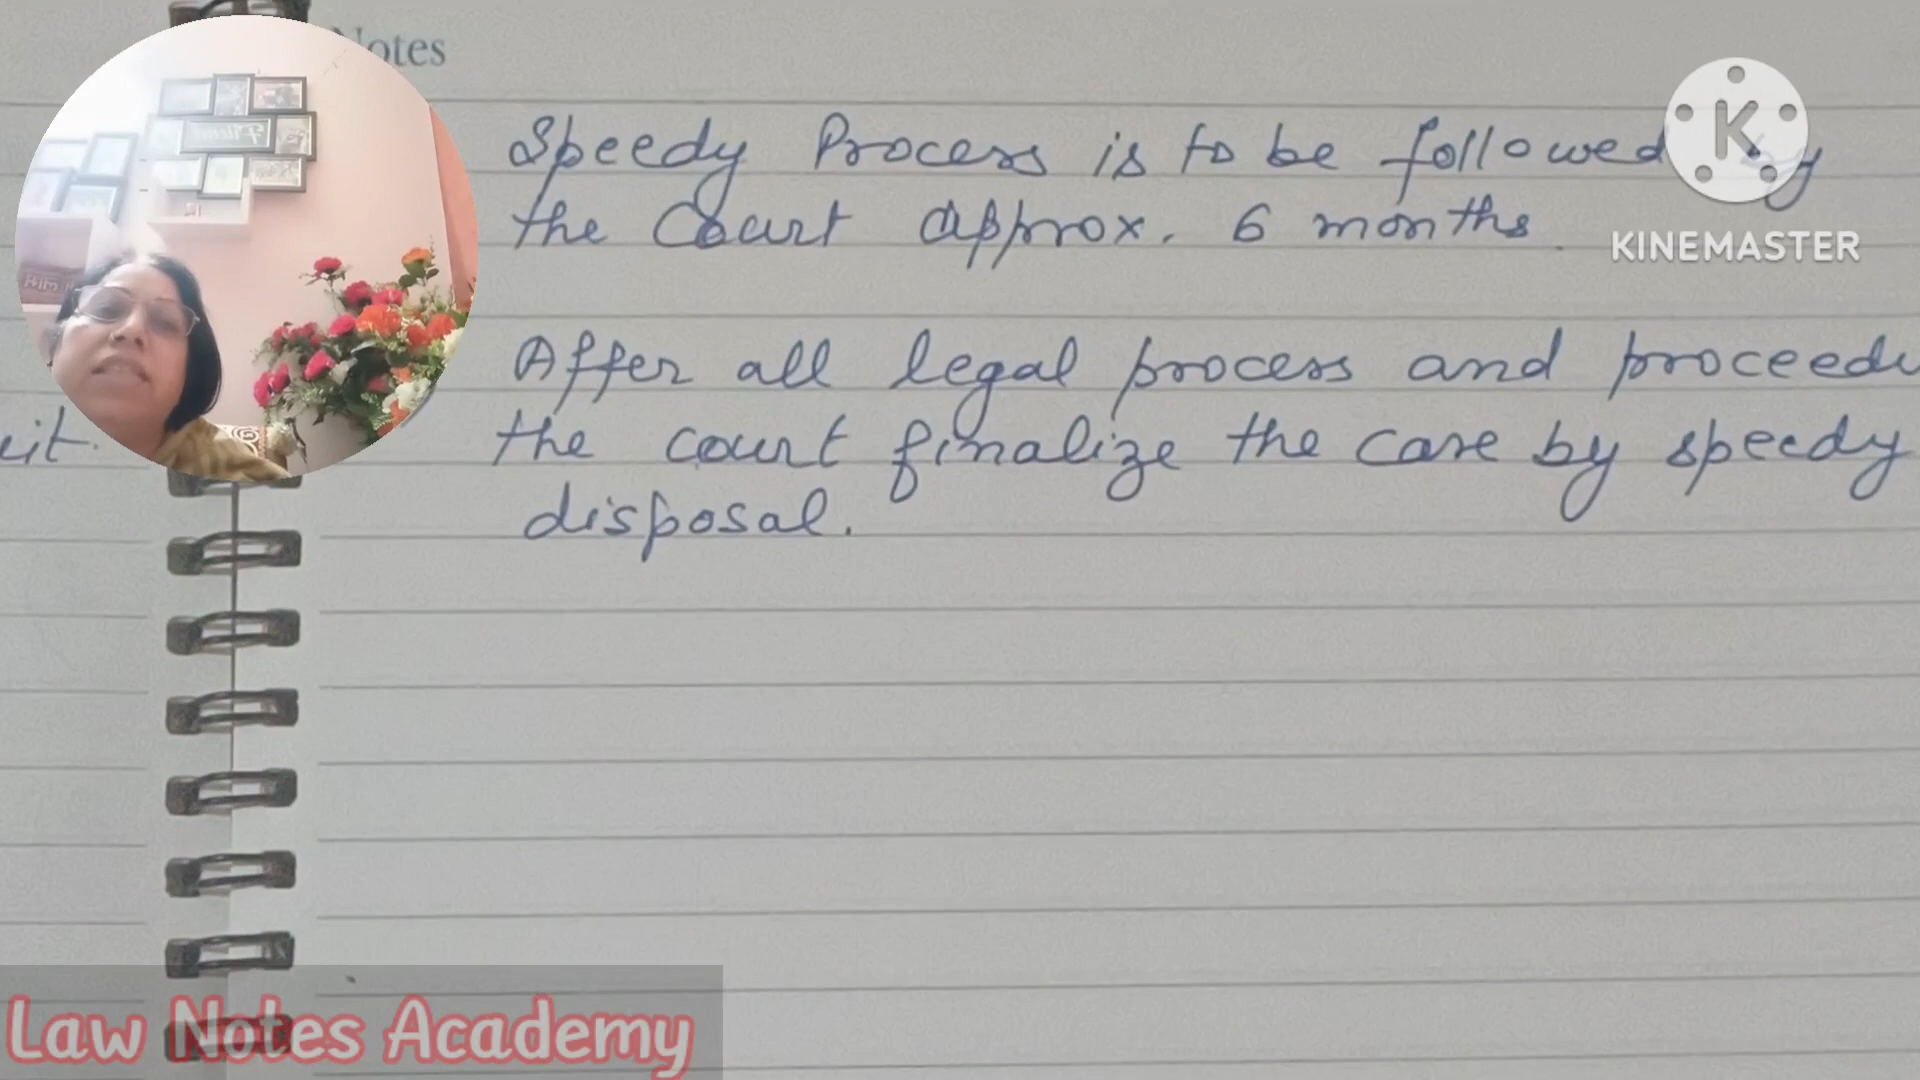 Notes
Speedy Process is to be followed by
the Court approx. 6 months.
KINEMASTER
After all legal process and proceedu
the court finalize the case by speedy
disposal.
Law Notes Academy